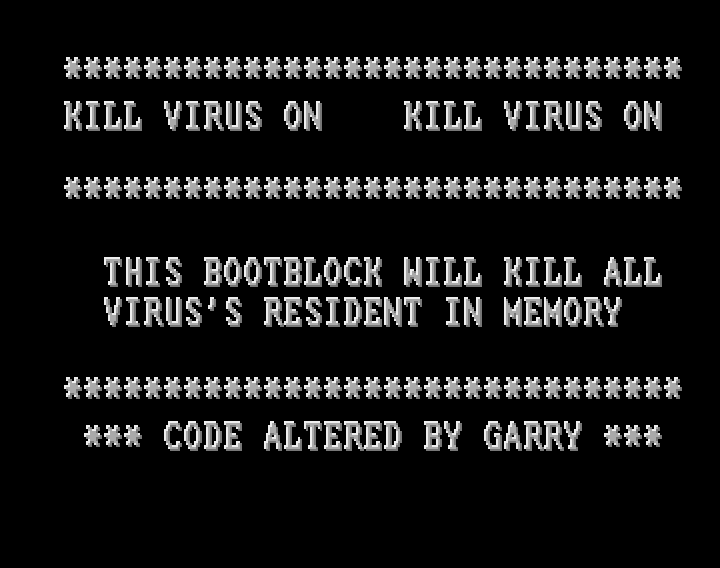 *******************************
KILL VIRUS ON    KILL VIRUS ON
*******************************
THIS BOOTBLOCK WILL KILL ALL
VIRUS'S RESIDENT IN MEMORY
*******************************
*** CODE ALTERED BY GARRY ***